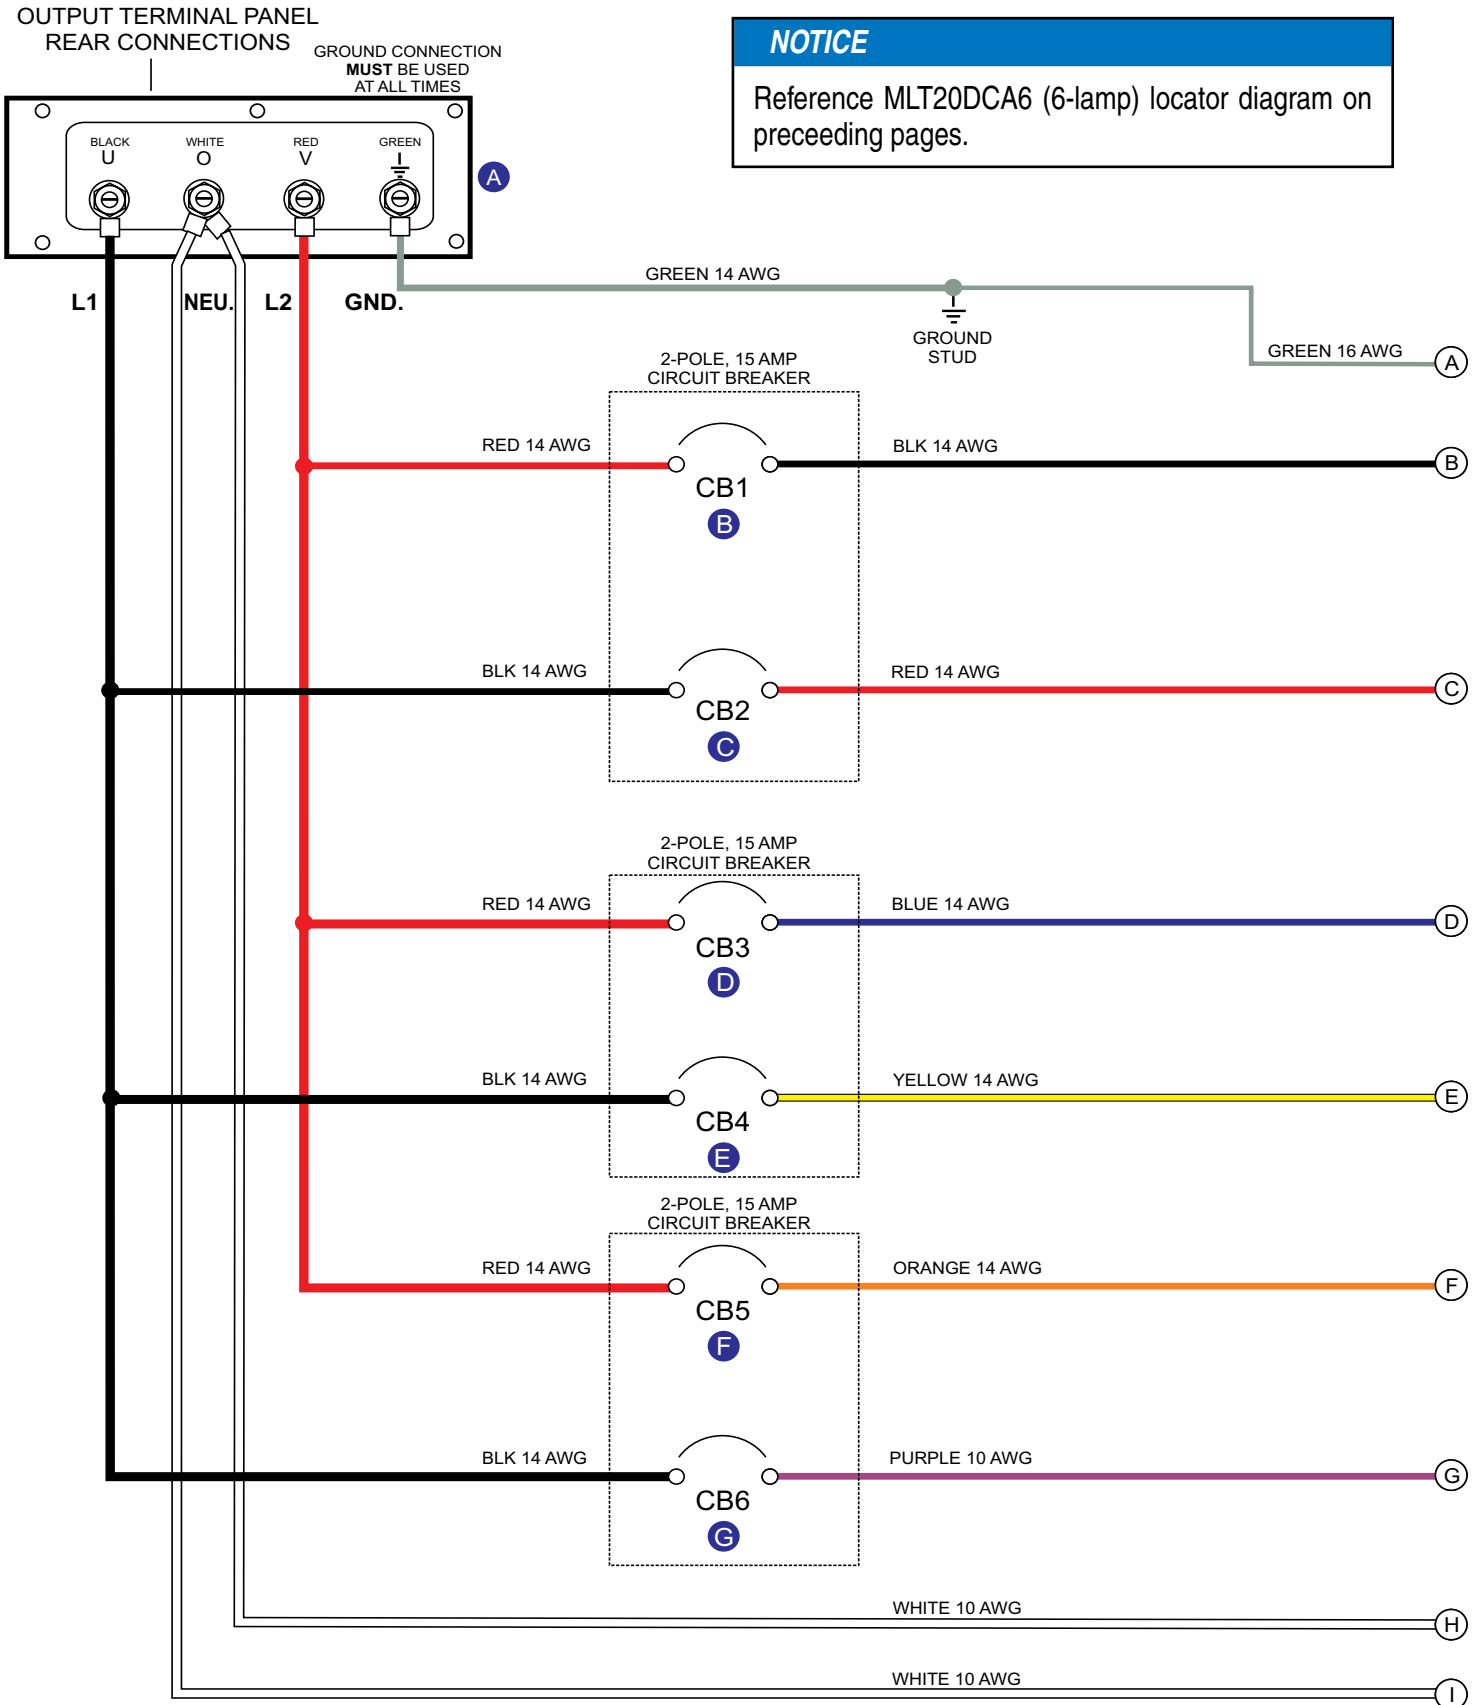 OUTPUT TERMINAL PANEL
REAR CONNECTIONS
GROUND CONNECTION
MUST BE USED
AT ALL TIMES
NOTICE
Reference MLT20DCA6 (6-lamp) locator diagram on
preceeding pages.
BLACK
U
WHITE
O
RED
V
GREEN
A
L1
NEU.
L2
GND.
GREEN 14 AWG
GROUND
STUD
GREEN 16 AWG
A
2-POLE, 15 AMP
CIRCUIT BREAKER
RED 14 AWG
BLK 14 AWG
B
CB1
B
BLK 14 AWG
RED 14 AWG
C
CB2
C
2-POLE, 15 AMP
CIRCUIT BREAKER
RED 14 AWG
BLUE 14 AWG
D
CB3
D
BLK 14 AWG
YELLOW 14 AWG
E
CB4
E
2-POLE, 15 AMP
CIRCUIT BREAKER
RED 14 AWG
ORANGE 14 AWG
F
CB5
F
BLK 14 AWG
PURPLE 10 AWG
G
CB6
G
WHITE 10 AWG
H
WHITE 10 AWG
I